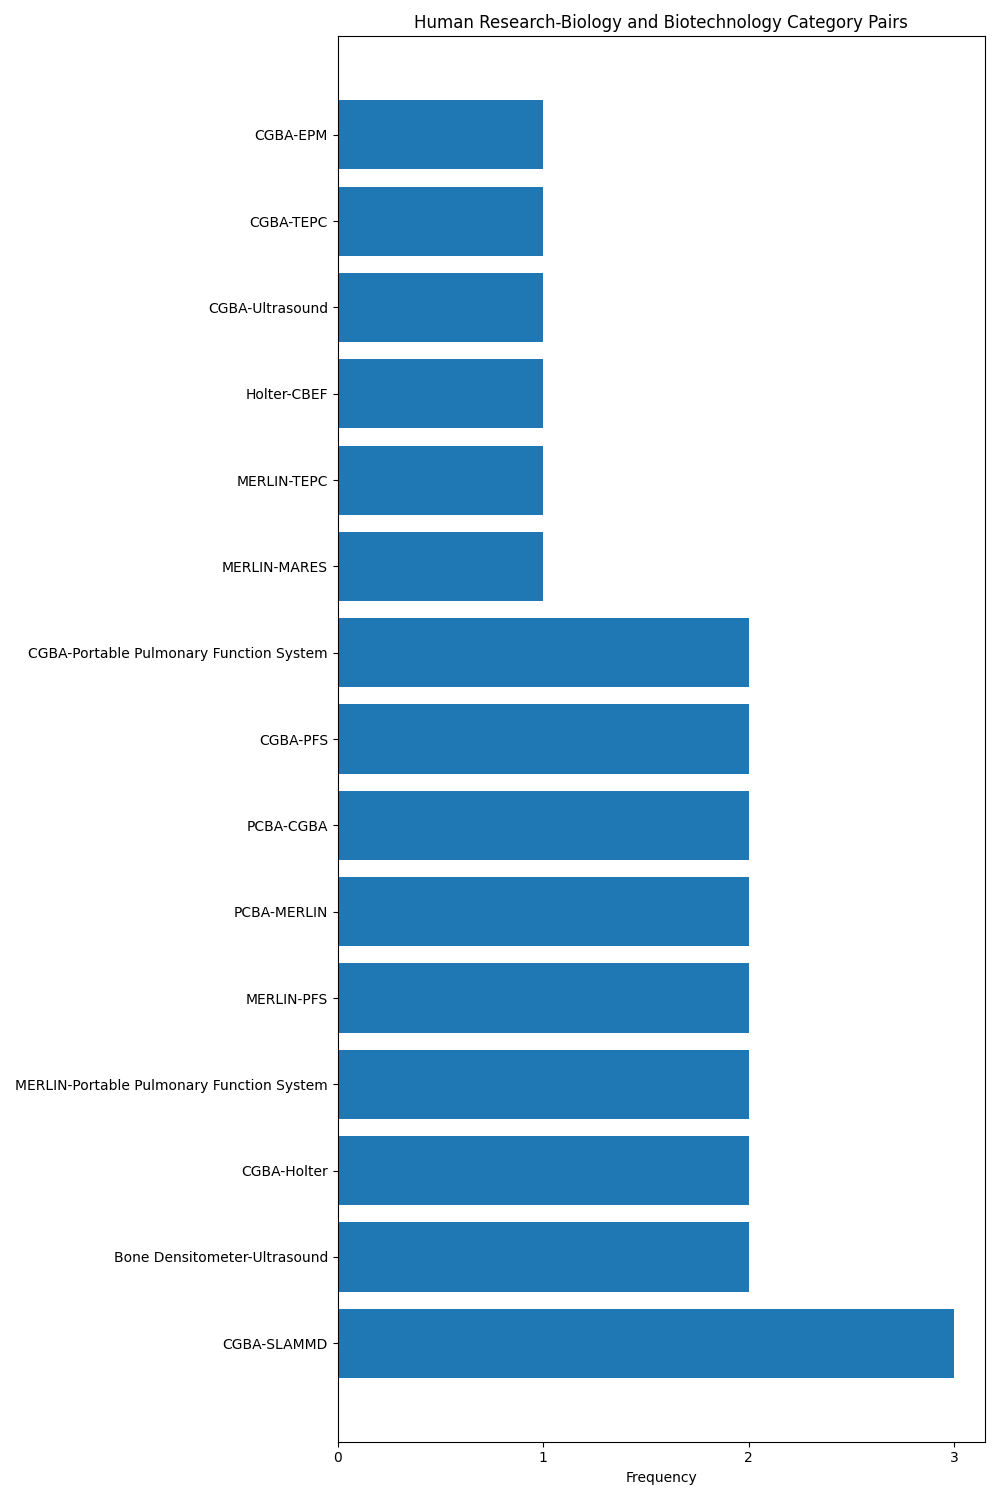 Human Research-Biology and Biotechnology Category Pairs
CGBA-EPM
CGBA-TEPC
CGBA-Ultrasound
Holter-CBEF
MERLIN-TEPC
MERLIN-MARES
CGBA-Portable Pulmonary Function System
CGBA-PFS
PCBA-CGBA
PCBA-MERLIN
MERLIN-PFS
MERLIN-Portable Pulmonary Function System
CGBA-Holter
Bone Densitometer-Ultrasound
CGBA-SLAMMD
0 1 2 3
Frequency